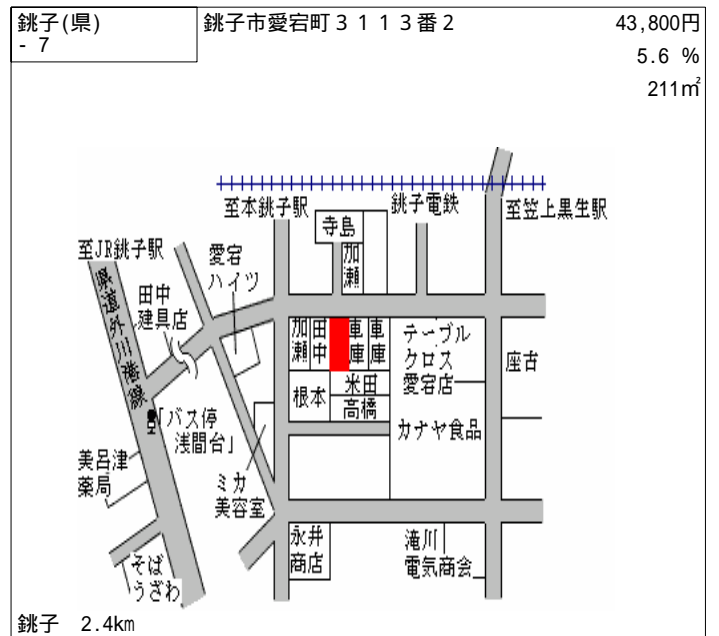 銚子(県)
- 7
銚子市愛宕町３１１３番２
43,800円
5.6 %
211㎡
至本銚子駅
銚子電鉄
至笠上黒生駅
寺島
加瀬
至JR銚子駅
愛宕
ハイツ
県道外川港線
田中
建具店
加瀬
田中
車庫
車庫
テーブル
クロス
愛宕店
座古
根本
米田
高橋
カナヤ食品
「バス停
浅間台」
美呂津
薬局
ミカ
美容室
永井
商店
滝川
電気商会
そば
うざわ
銚子　2.4km